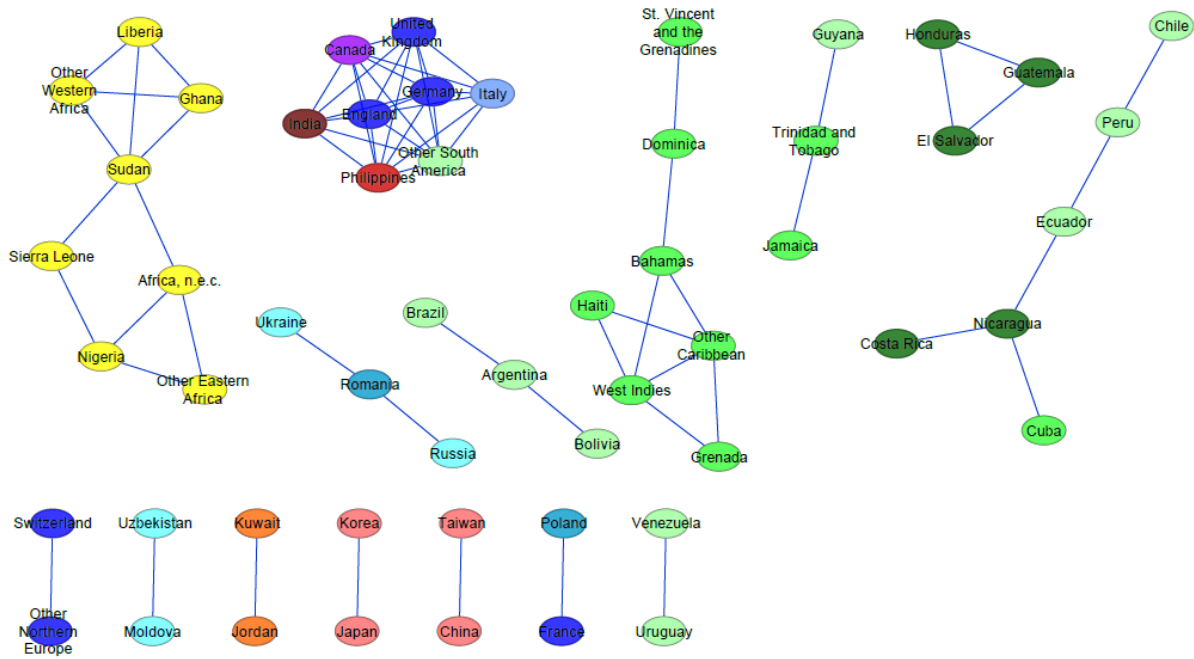 Liberia
Other
Western
Africa
Ghana
Sudan
Sierra Leone
Africa, n.e.c.
Nigeria
Other Eastern
Africa
United
Kingdom
Canada
Germany
Italy
England
India
Other South
America
Philippines
St. Vincent
and the
Grenadines
Dominica
Bahamas
Haiti
Other
Caribbean
West Indies
Grenada
Guyana
Trinidad and
Tobago
Jamaica
Honduras
Guatemala
El Salvador
Chile
Peru
Ecuador
Nicaragua
Costa Rica
Cuba
Ukraine
Romania
Russia
Brazil
Argentina
Bolivia
Switzerland
Other
Northern
Europe
Uzbekistan
Moldova
Kuwait
Jordan
Korea
Japan
Taiwan
China
Poland
France
Venezuela
Uruguay